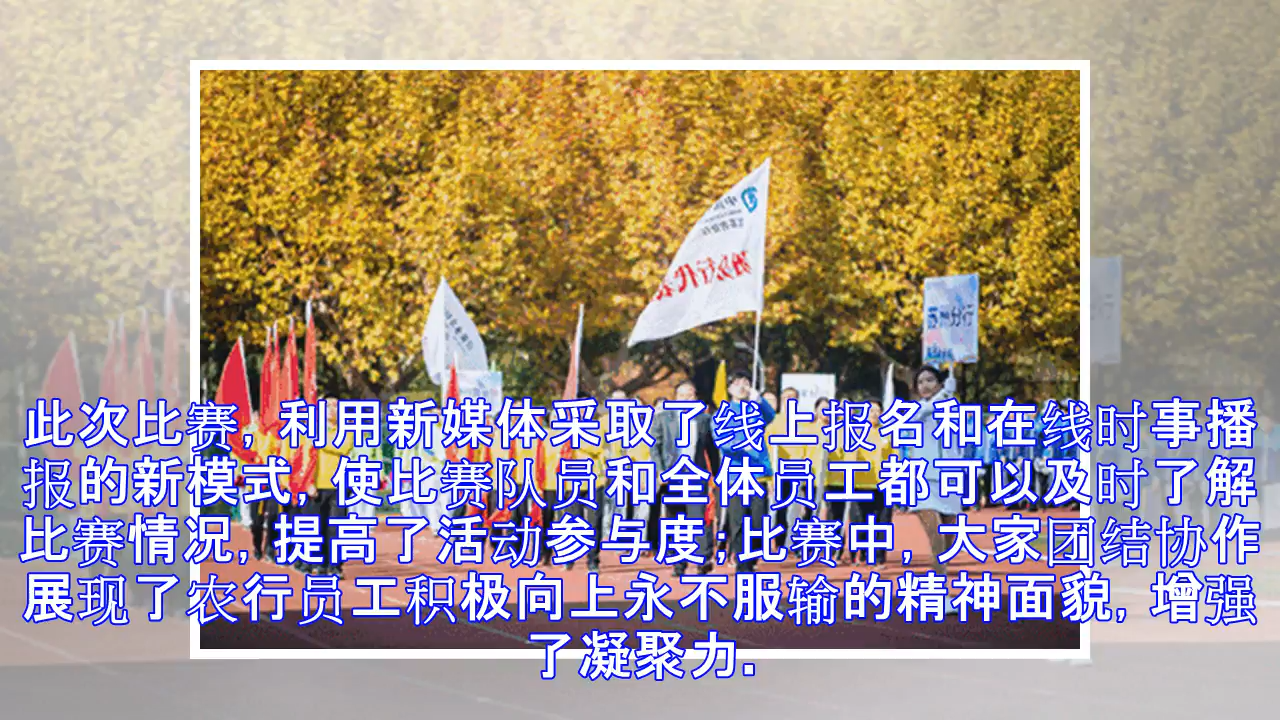 苏州分行
此次比赛, 利用新媒体采取了线上报名和在线时事播
报的新模式, 使比赛队员和全体员工都可以及时了解
比赛情况, 提高了活动参与度;比赛中, 大家团结协作
展现了农行员工积极向上永不服输的精神面貌, 增强
了凝聚力.